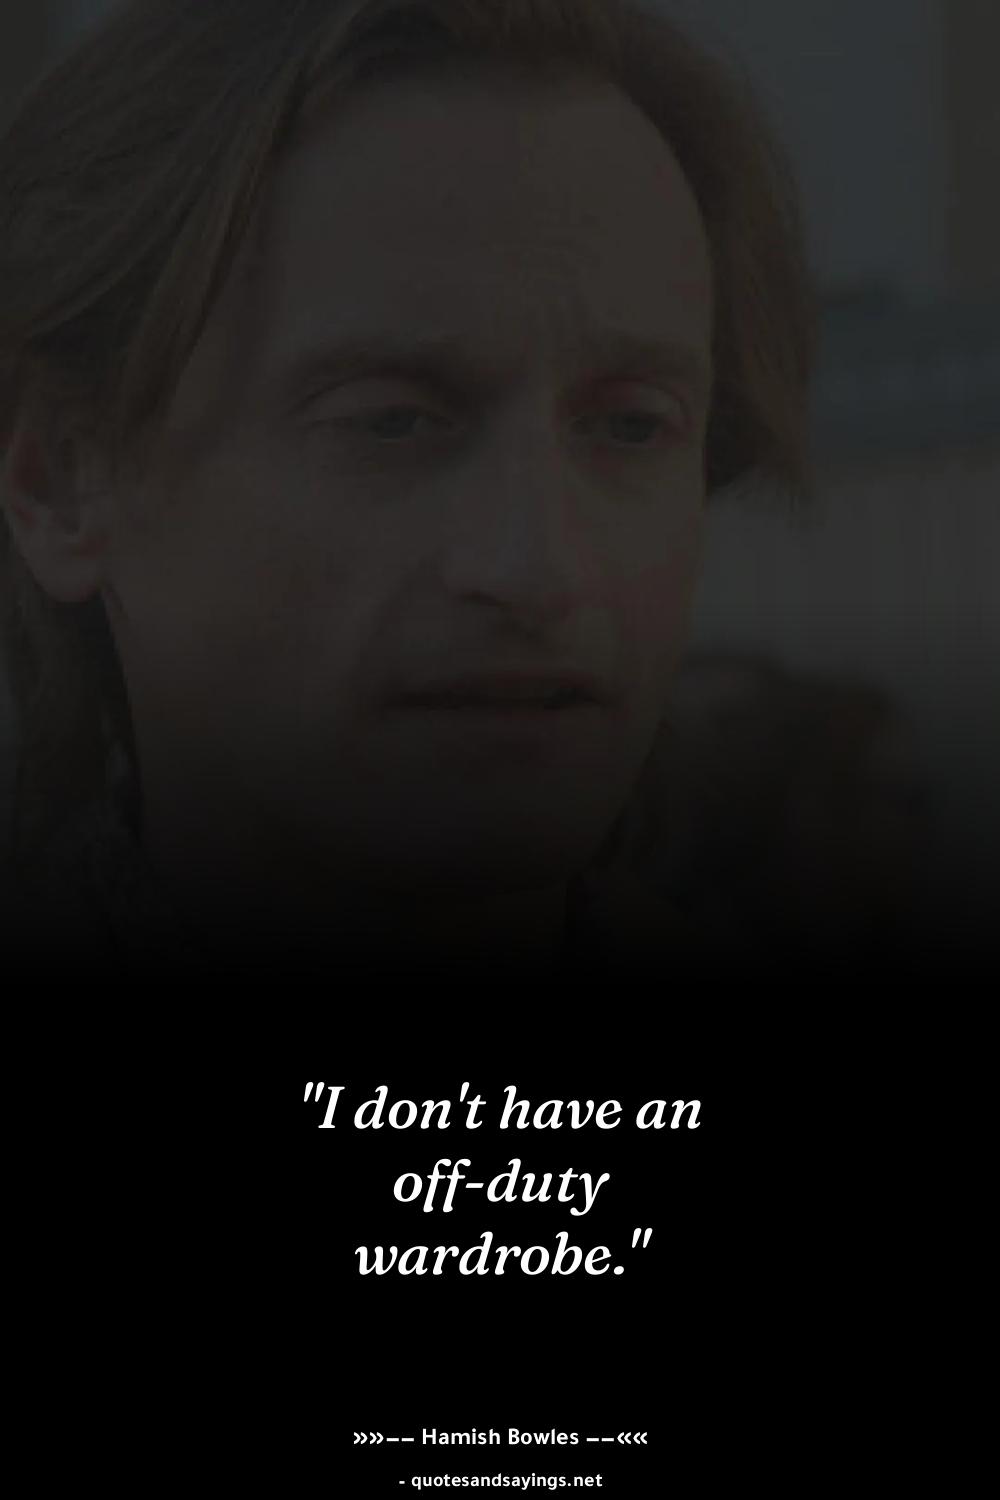 "I don't have an
off-duty
wardrobe."
»»–– Hamish Bowles ––««
- quotesandsayings.net